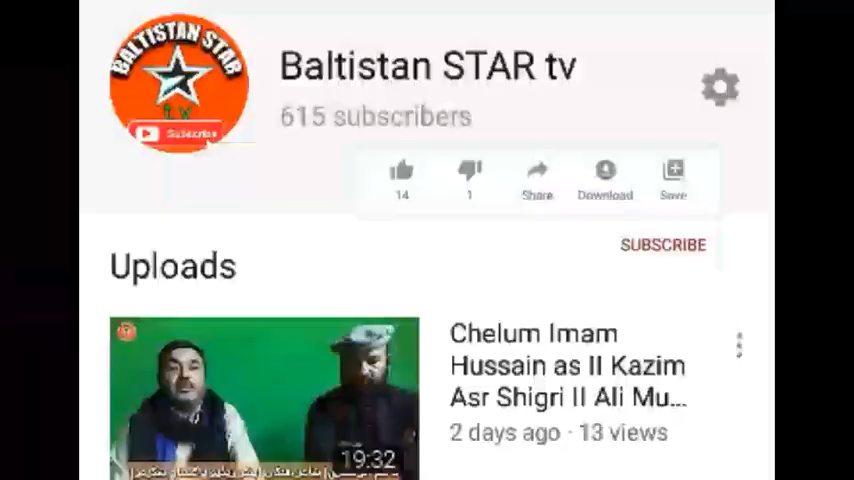 BALTISTAN STAR
TV
Subscribe
Baltistan STAR tv
615 subscribers
14
1
Share
Download
Save
SUBSCRIBE
Uploads
Chelum Imam
Hussain as II Kazim
Asr Shigri II Ali Mu...
2 days ago · 13 views
19:32